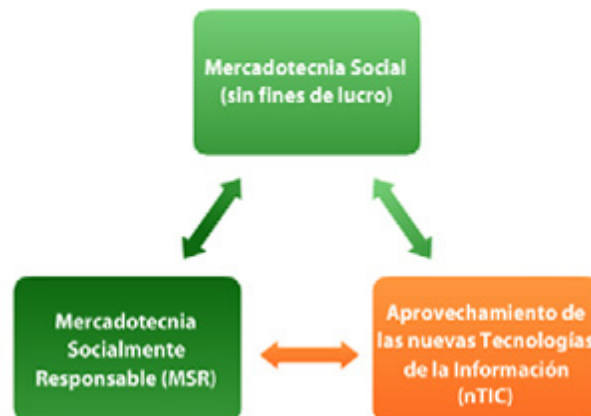 Mercadotecnia Social
(sin fines de lucro)
Mercadotecnia
Socialmente
Responsable (MSR)
Aprovechamiento de
las nuevas Tecnologías
de la Información
(nTIC)